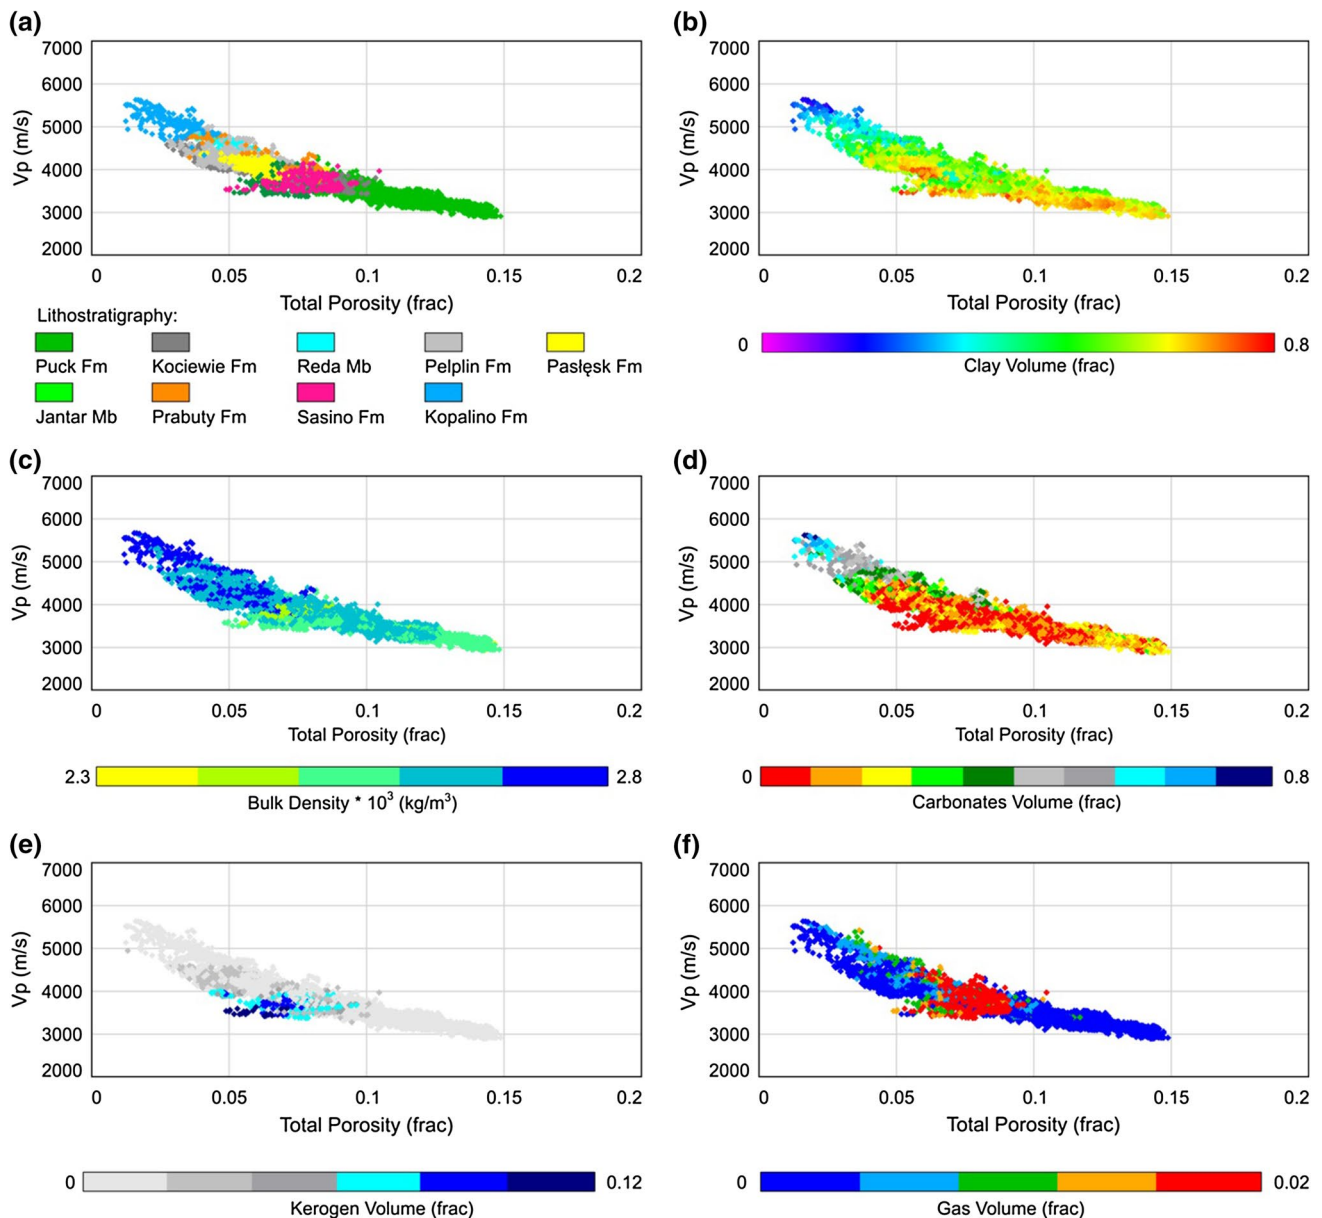 (a)
7000
6000
5000
4000
3000
2000
Vp (m/s)
0 0.05 0.1 0.15 0.2
Total Porosity (frac)
Lithostratigraphy:
Puck Fm Kociewie Fm Reda Mb Pelplin Fm Pasłęsk Fm
Jantar Mb Prabuty Fm Sasino Fm Kopalino Fm
(b)
7000
6000
5000
4000
3000
2000
Vp (m/s)
0 0.05 0.1 0.15 0.2
Total Porosity (frac)
0 0.8
Clay Volume (frac)
(c)
7000
6000
5000
4000
3000
2000
Vp (m/s)
0 0.05 0.1 0.15 0.2
Total Porosity (frac)
2.3 2.8
Bulk Density * 10³ (kg/m³)
(d)
7000
6000
5000
4000
3000
2000
Vp (m/s)
0 0.05 0.1 0.15 0.2
Total Porosity (frac)
0 0.8
Carbonates Volume (frac)
(e)
7000
6000
5000
4000
3000
2000
Vp (m/s)
0 0.05 0.1 0.15 0.2
Total Porosity (frac)
0 0.12
Kerogen Volume (frac)
(f)
7000
6000
5000
4000
3000
2000
Vp (m/s)
0 0.05 0.1 0.15 0.2
Total Porosity (frac)
0 0.02
Gas Volume (frac)